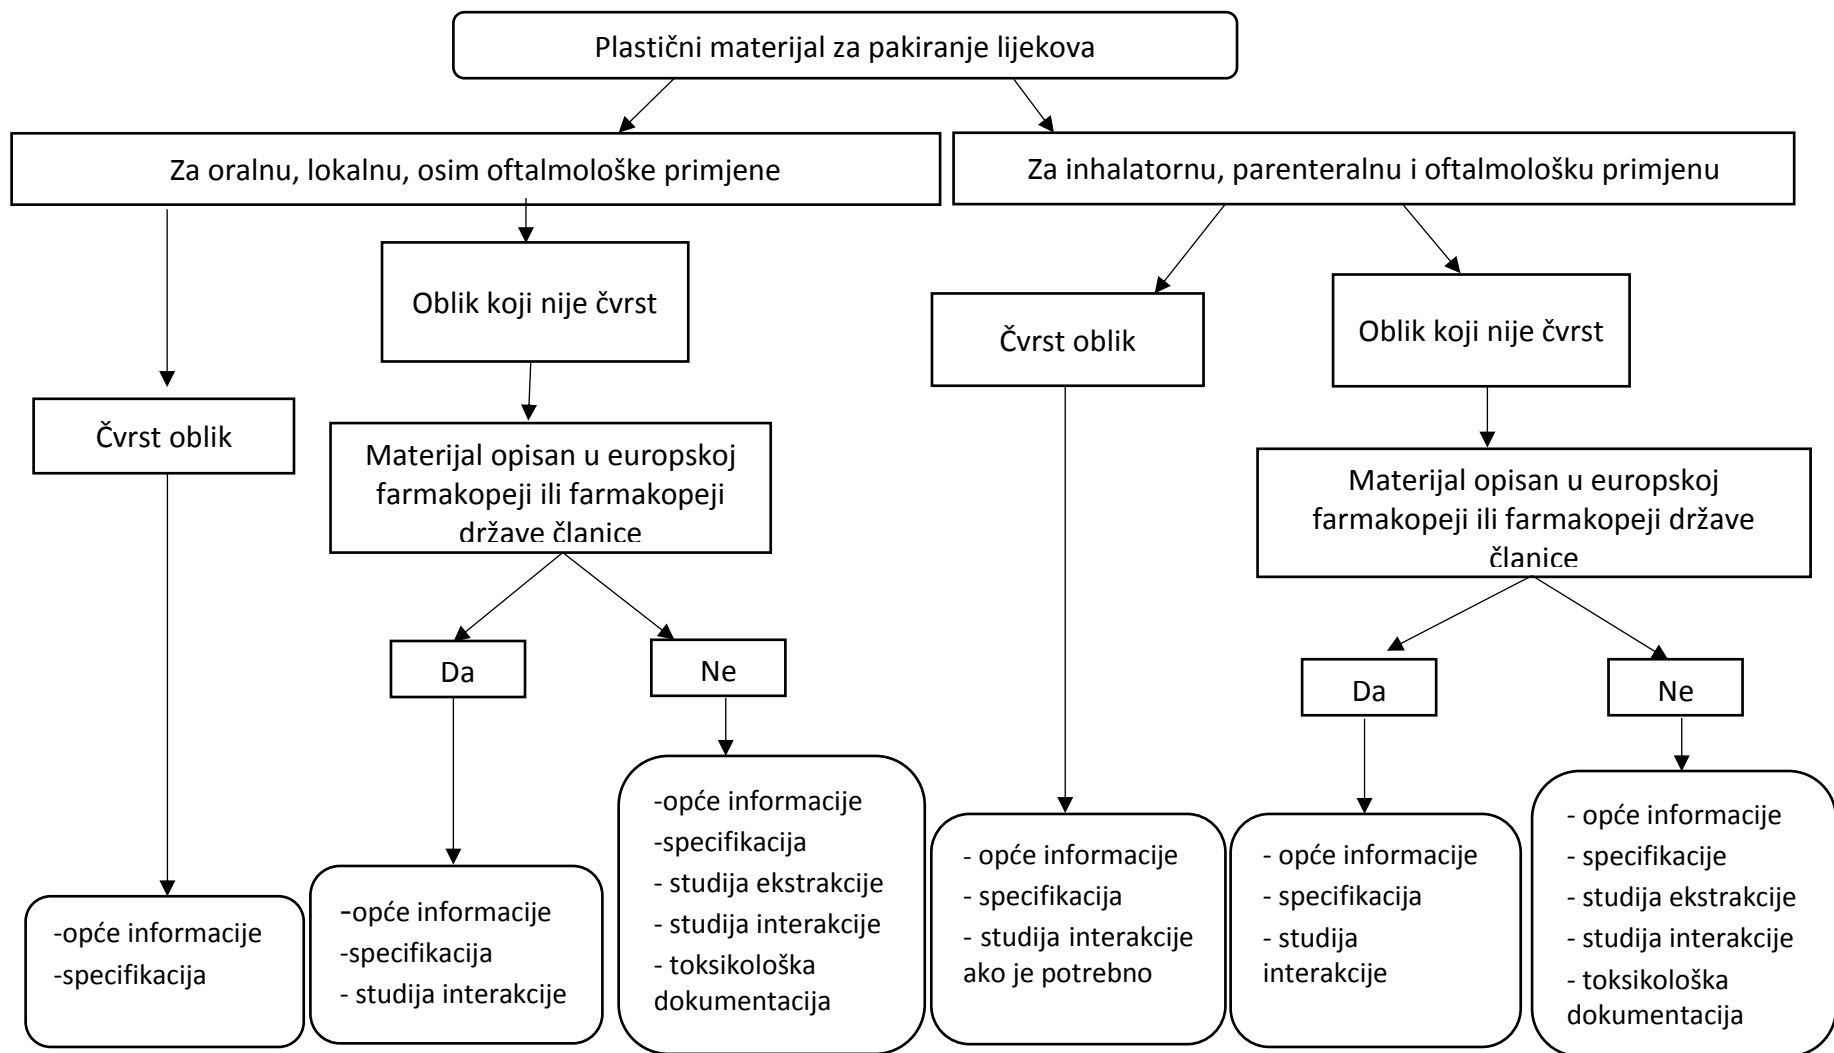 Plastični materijal za pakiranje lijekova
Za oralnu, lokalnu, osim oftalmološke primjene
Za inhalatornu, parenteralnu i oftalmološku primjenu
Oblik koji nije čvrst
Čvrst oblik
Oblik koji nije čvrst
Čvrst oblik
Materijal opisan u europskoj
farmakopeji ili farmakopeji
države članice
Materijal opisan u europskoj
farmakopeji ili farmakopeji države
članice
Da
Ne
Da
Ne
-opće informacije
-specifikacija
-opće informacije
-specifikacija
- studija interakcije
-opće informacije
-specifikacija
- studija ekstrakcije
- studija interakcije
- toksikološka
dokumentacija
- opće informacije
- specifikacija
- studija interakcije
ako je potrebno
- opće informacije
- specifikacija
- studija
interakcije
- opće informacije
- specifikacije
- studija ekstrakcije
- studija interakcije
- toksikološka
dokumentacija